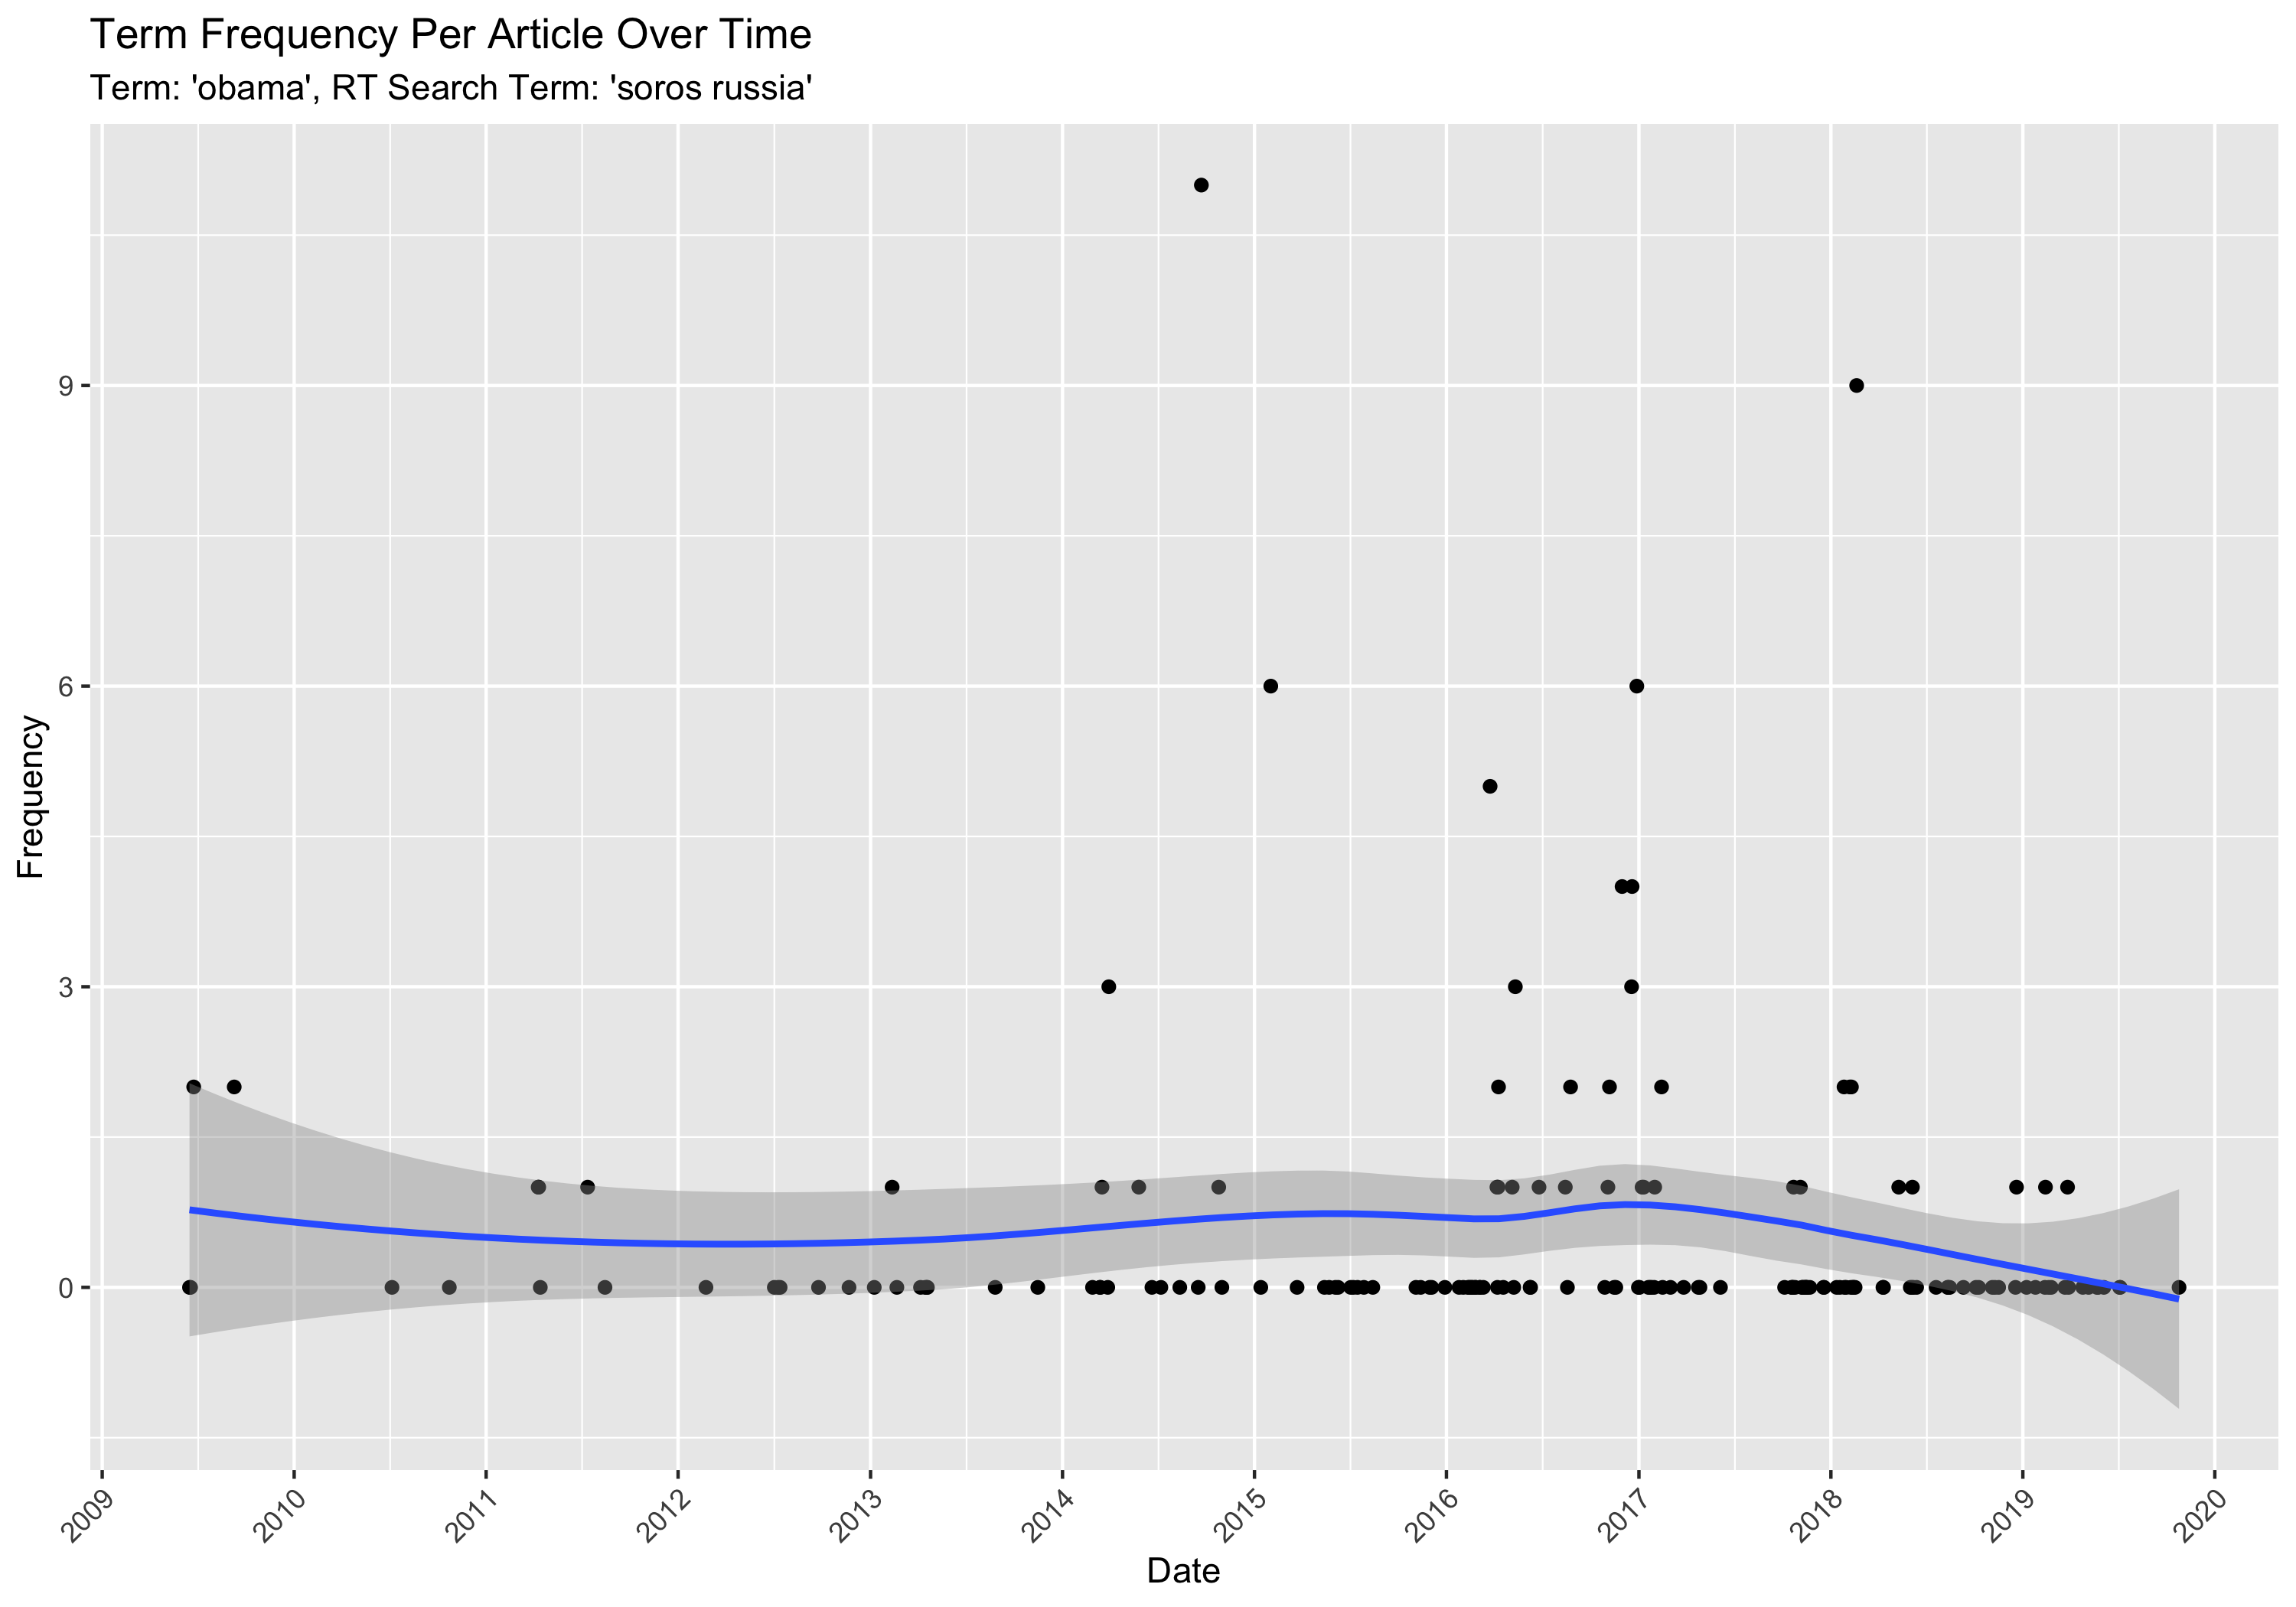 Term Frequency Per Article Over Time
Term: 'obama', RT Search Term: 'soros russia'
9
6
3
0
Frequency
2009 2010 2011 2012 2013 2014 2015 2016 2017 2018 2019 2020
Date